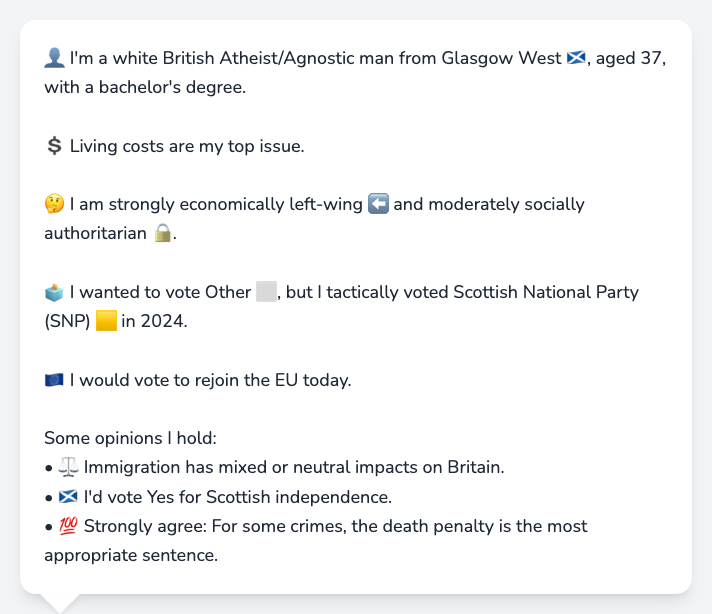 👤 I'm a white British Atheist/Agnostic man from Glasgow West 🏴󠁧󠁢󠁳󠁣󠁴󠁿, aged 37,
with a bachelor's degree.
💲 Living costs are my top issue.
🤔 I am strongly economically left-wing ⬅️ and moderately socially
authoritarian 🔒.
🗳️ I wanted to vote Other ⬜, but I tactically voted Scottish National Party
(SNP) 🟨 in 2024.
🇪🇺 I would vote to rejoin the EU today.
Some opinions I hold:
• ⚖️ Immigration has mixed or neutral impacts on Britain.
• 🏴󠁧󠁢󠁳󠁣󠁴󠁿 I'd vote Yes for Scottish independence.
• 💯 Strongly agree: For some crimes, the death penalty is the most
appropriate sentence.